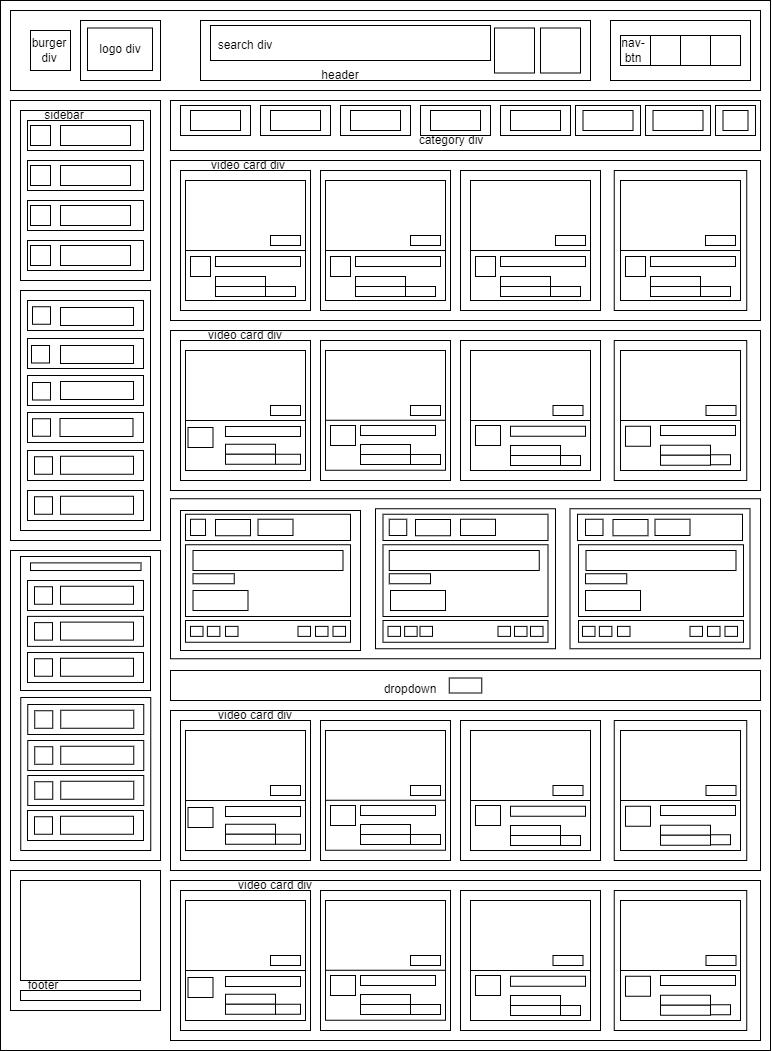 burger
div
logo div
search div
header
nav-
btn
sidebar
category div
video card div
video card div
dropdown
video card div
video card div
footer